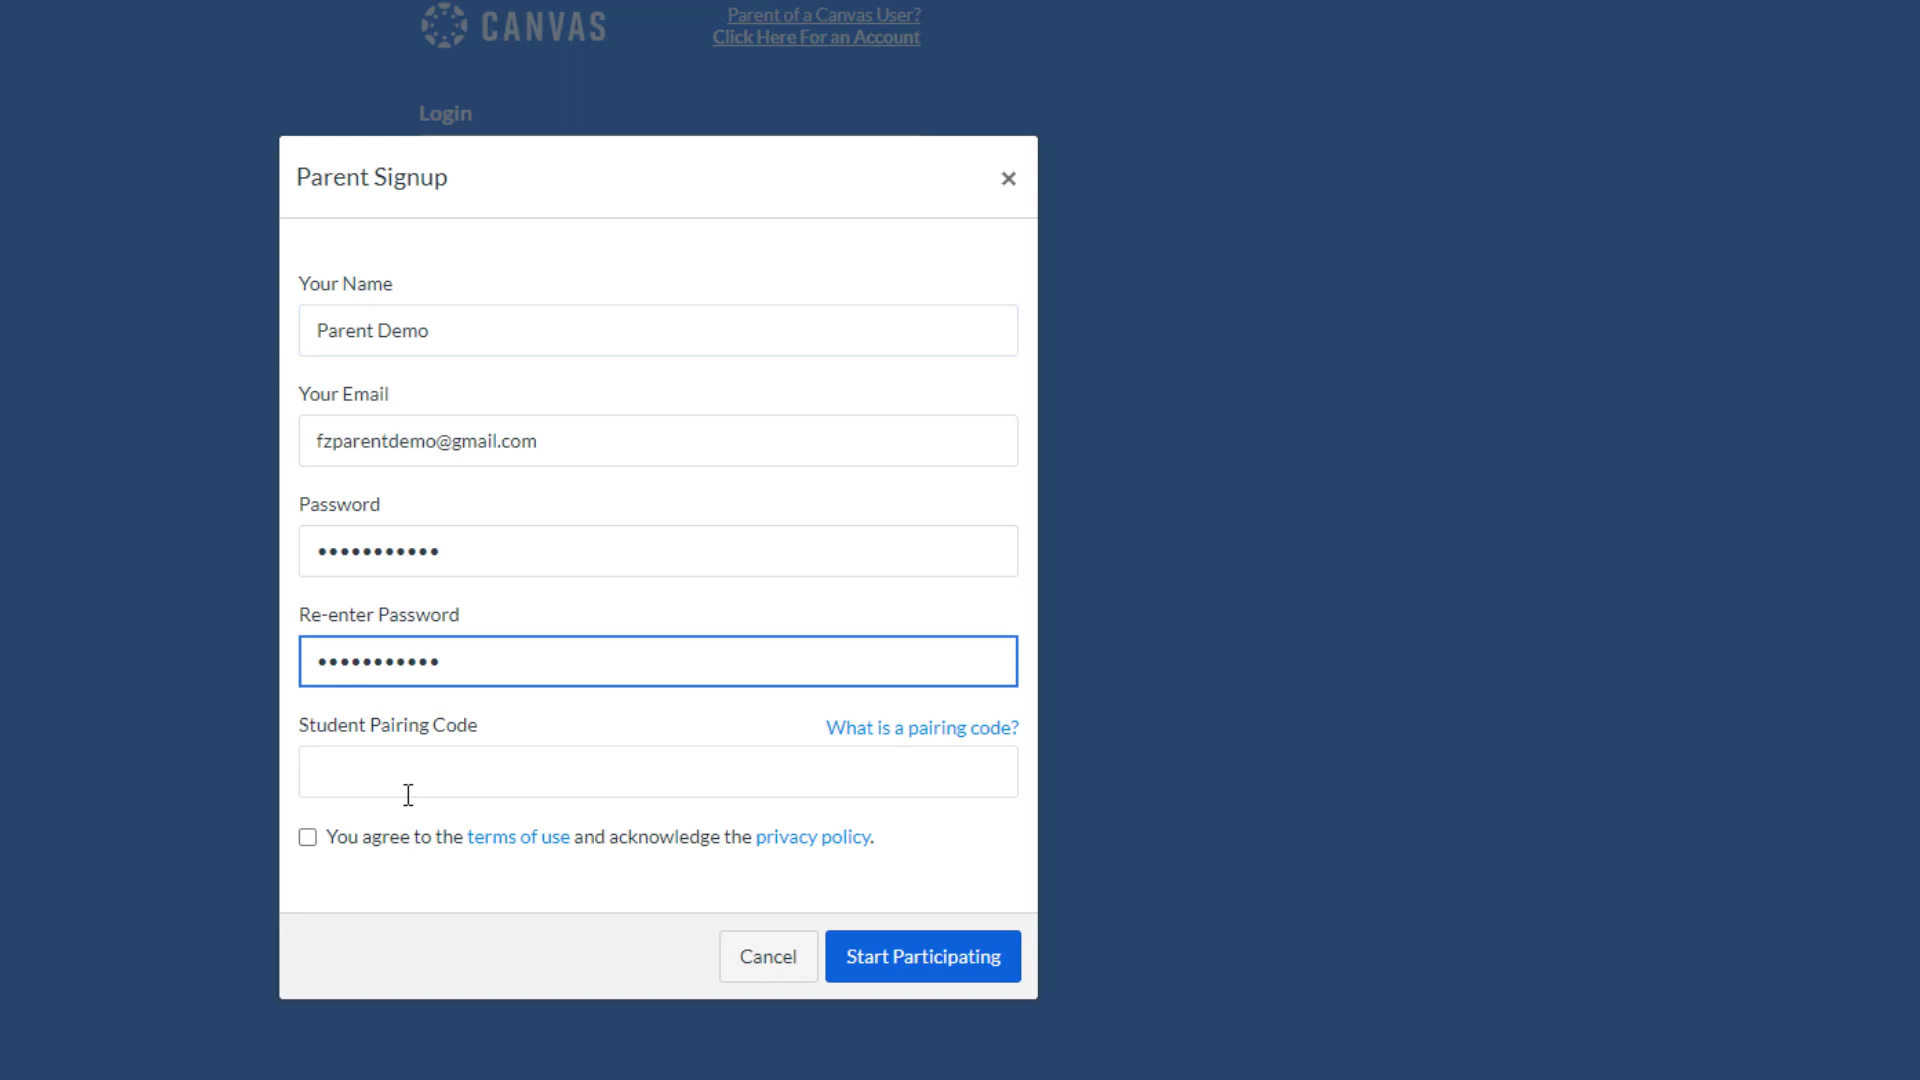 CANVAS
Parent of a Canvas User?
Click Here For an Account
Login
Parent Signup
×
Your Name
Parent Demo
Your Email
fzparentdemo@gmail.com
Password
•••••••••••
Re-enter Password
•••••••••••
Student Pairing Code
What is a pairing code?
You agree to the terms of use and acknowledge the privacy policy.
Cancel
Start Participating